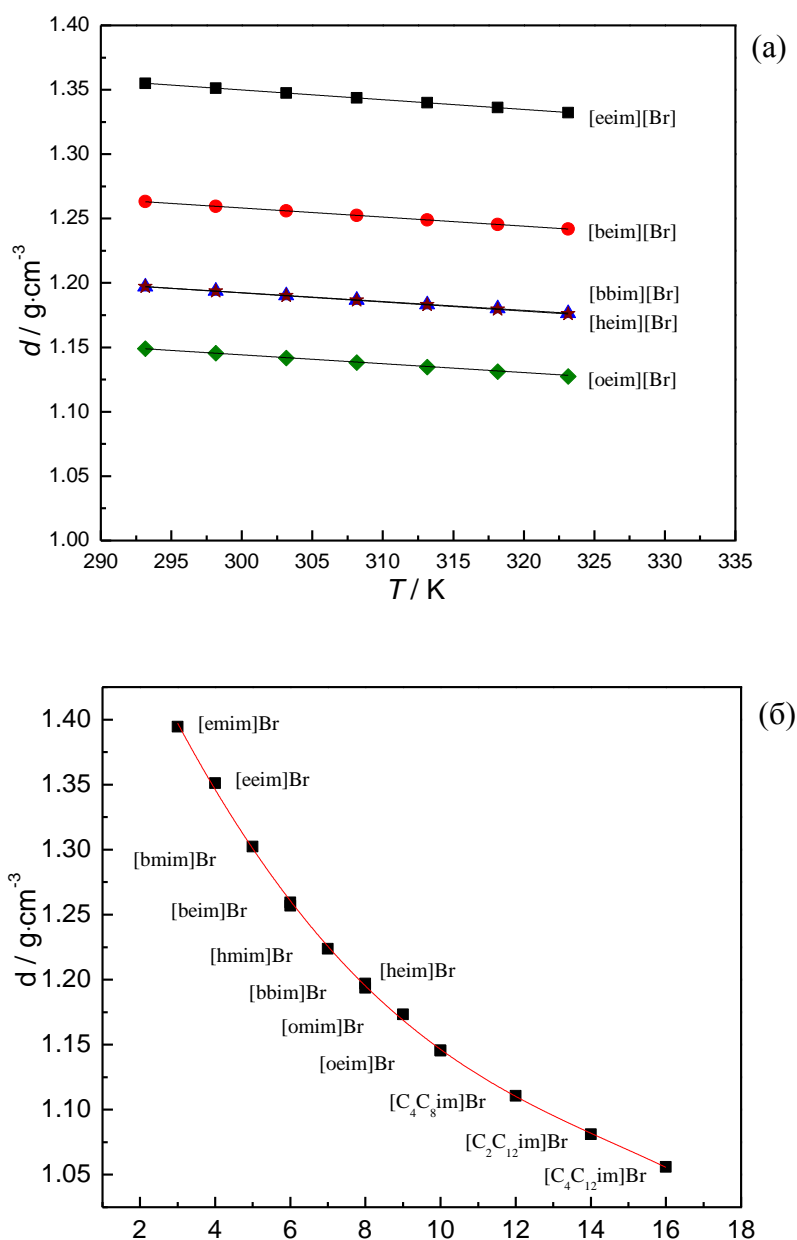 (a)
1.40
1.35
1.30
1.25
1.20
1.15
1.10
1.05
1.00
[eeim][Br]
[beim][Br]
[bbim][Br]
[heim][Br]
[oeim][Br]
d / g·cm⁻³
290 295 300 305 310 315 320 325 330 335
T / K
(б)
1.40
1.35
1.30
1.25
1.20
1.15
1.10
1.05
[emim]Br
[eeim]Br
[bmim]Br
[beim]Br
[hmim]Br
[heim]Br
[bbim]Br
[omim]Br
[oeim]Br
[C₄C₈im]Br
[C₂C₁₂im]Br
[C₄C₁₂im]Br
d / g·cm⁻³
2 4 6 8 10 12 14 16 18